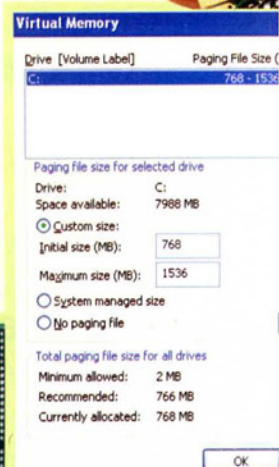 Virtual Memory
Drive [Volume Label] Paging File Size (
C: 768 - 1536
Paging file size for selected drive
Drive: C:
Space available: 7988 MB
Custom size:
Initial size (MB): 768
Maximum size (MB): 1536
System managed size
No paging file
Total paging file size for all drives
Minimum allowed: 2 MB
Recommended: 766 MB
Currently allocated: 768 MB
OK